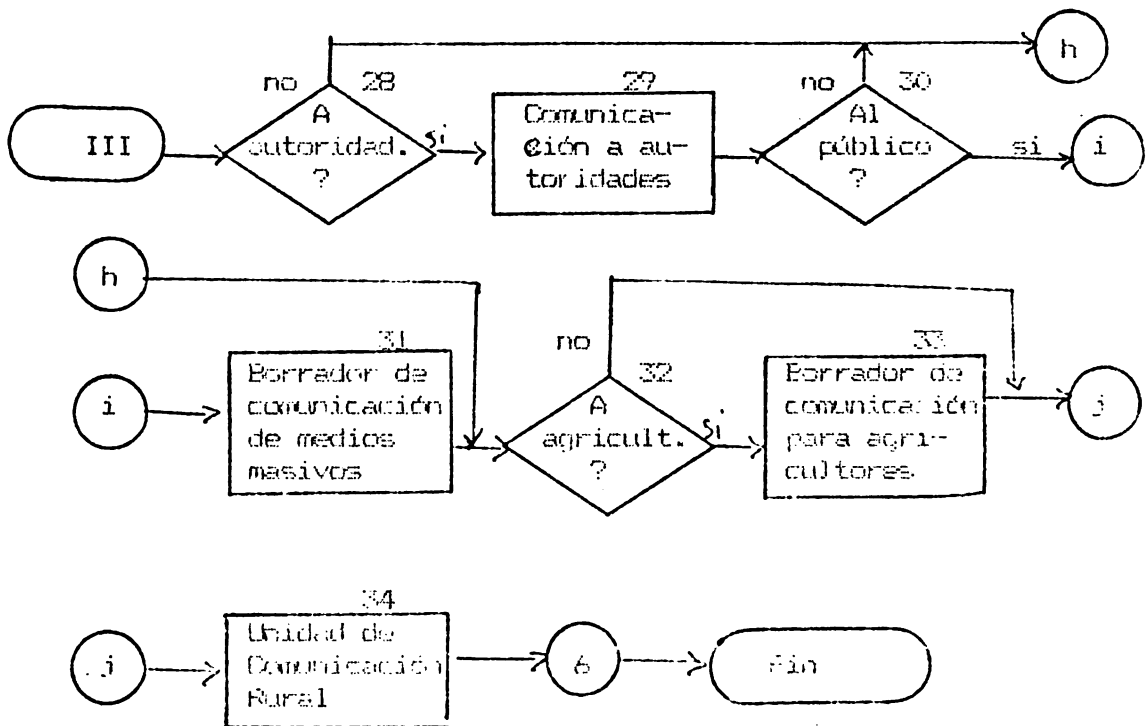 no 28
29
no 30
h
III
A
autoridad.
?
si
Comunica-
ción a au-
toridades
Al
público
?
si
i
h
31
no
32
33
i
Borrador de
comunicación
de medios
masivos
A
agricult.
?
si
Borrador de
comunicación
para agri-
cultores
j
34
j
Unidad de
Comunicación
Rural
6
Fin